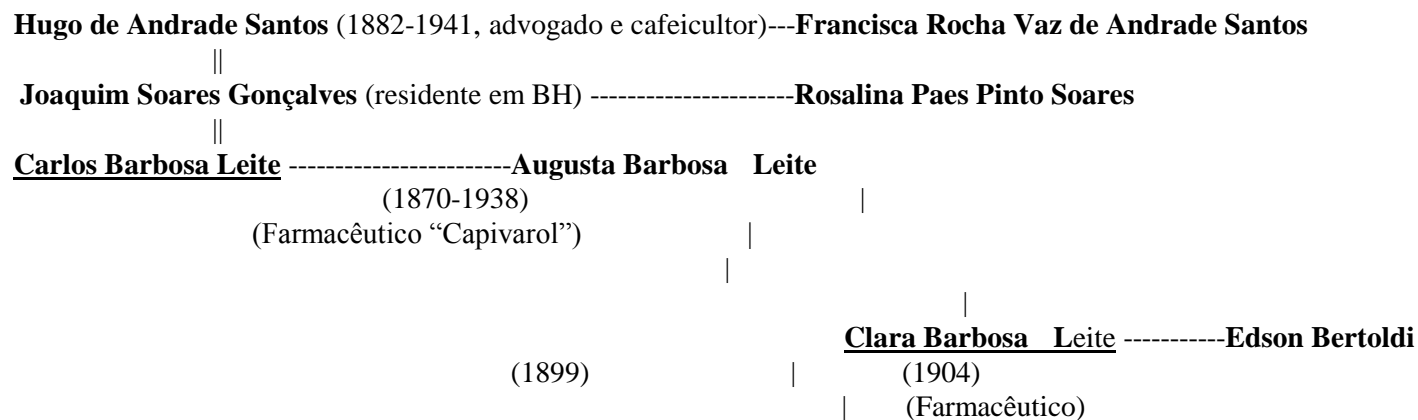 Hugo de Andrade Santos (1882-1941, advogado e cafeicultor)---Francisca Rocha Vaz de Andrade Santos
||
Joaquim Soares Gonçalves (residente em BH) ----------------------Rosalina Paes Pinto Soares
||
Carlos Barbosa Leite ------------------------Augusta Barbosa Leite
(1870-1938) |
(Farmacêutico “Capivarol”) |
|
|
Clara Barbosa Leite -----------Edson Bertoldi
(1899) | (1904)
| (Farmacêutico)